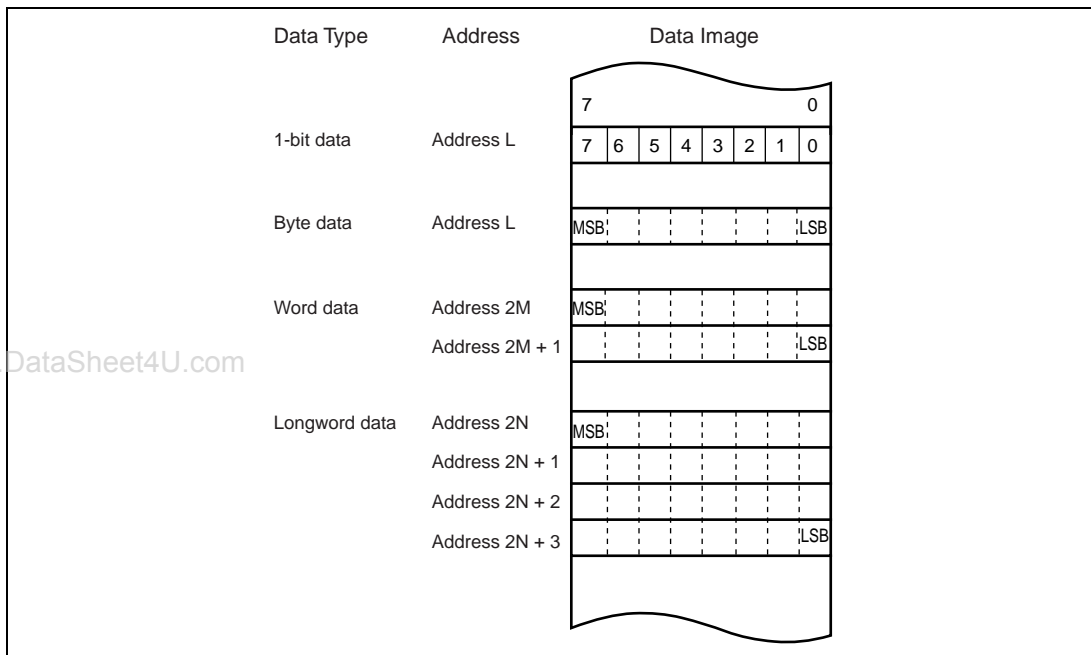 Data Type Address Data Image
7 0
1-bit data Address L 7 6 5 4 3 2 1 0
Byte data Address L MSB LSB
Word data Address 2M MSB
Address 2M + 1 LSB
.DataSheet4U.com
Longword data Address 2N MSB
Address 2N + 1
Address 2N + 2
Address 2N + 3 LSB